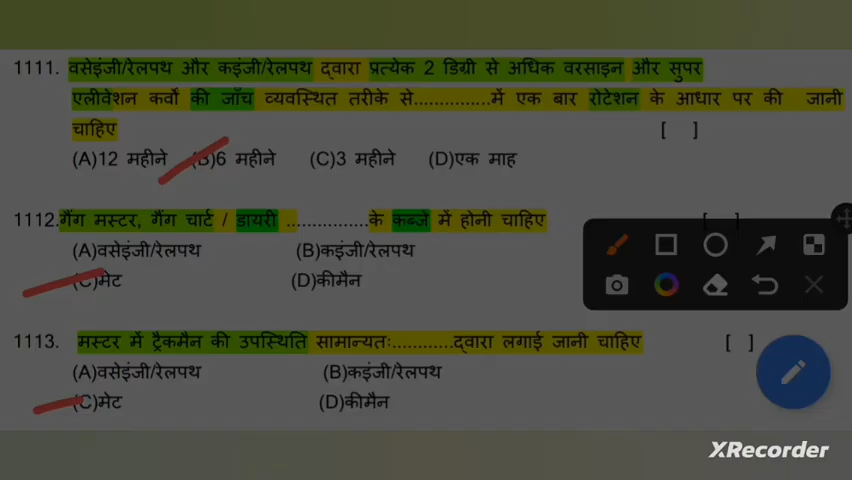 1111. वसेइंजी/रेलपथ और कइंजी/रेलपथ द्वारा प्रत्येक 2 डिग्री से अधिक वरसाइन और सुपर
एलीवेशन कर्वो की जाँच व्यवस्थित तरीके से...............में एक बार रोटेशन के आधार पर की जानी
चाहिए [ ]
(A)12 महीने (B)6 महीने (C)3 महीने (D)एक माह
1112.गैंग मस्टर, गैंग चार्ट / डायरी ................के कब्जे में होनी चाहिए [ ]
(A)वसेइंजी/रेलपथ (B)कइंजी/रेलपथ
(C)मेट (D)कीमैन
1113. मस्टर में ट्रैकमैन की उपस्थिति सामान्यतः............द्वारा लगाई जानी चाहिए [ ]
(A)वसेइंजी/रेलपथ (B)कइंजी/रेलपथ
(C)मेट (D)कीमैन
XRecorder